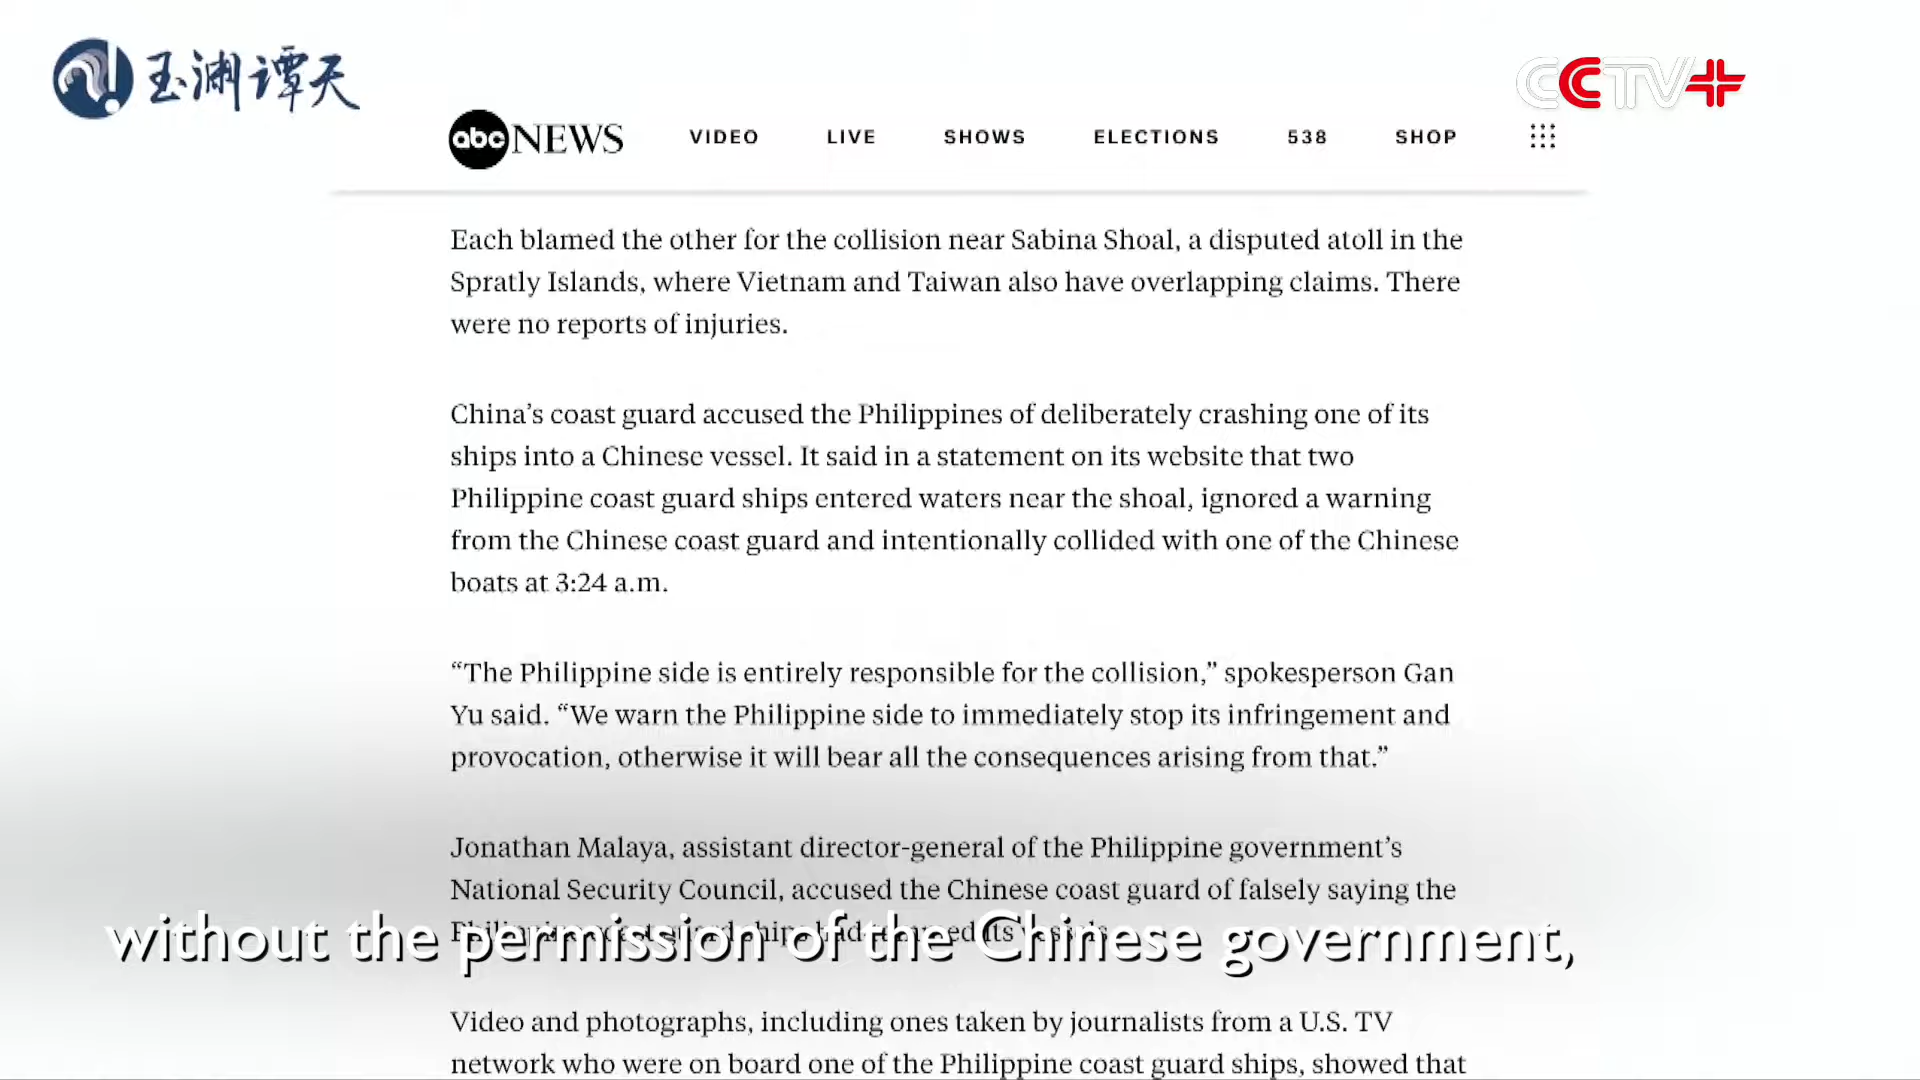 玉渊谭天
CCTV+
abc NEWS VIDEO LIVE SHOWS ELECTIONS 538 SHOP
Each blamed the other for the collision near Sabina Shoal, a disputed atoll in the
Spratly Islands, where Vietnam and Taiwan also have overlapping claims. There
were no reports of injuries.
China’s coast guard accused the Philippines of deliberately crashing one of its
ships into a Chinese vessel. It said in a statement on its website that two
Philippine coast guard ships entered waters near the shoal, ignored a warning
from the Chinese coast guard and intentionally collided with one of the Chinese
boats at 3:24 a.m.
“The Philippine side is entirely responsible for the collision,” spokesperson Gan
Yu said. “We warn the Philippine side to immediately stop its infringement and
provocation, otherwise it will bear all the consequences arising from that.”
Jonathan Malaya, assistant director-general of the Philippine government’s
National Security Council, accused the Chinese coast guard of falsely saying the
without the permission of the Chinese government,
Video and photographs, including ones taken by journalists from a U.S. TV
network who were on board one of the Philippine coast guard ships, showed that